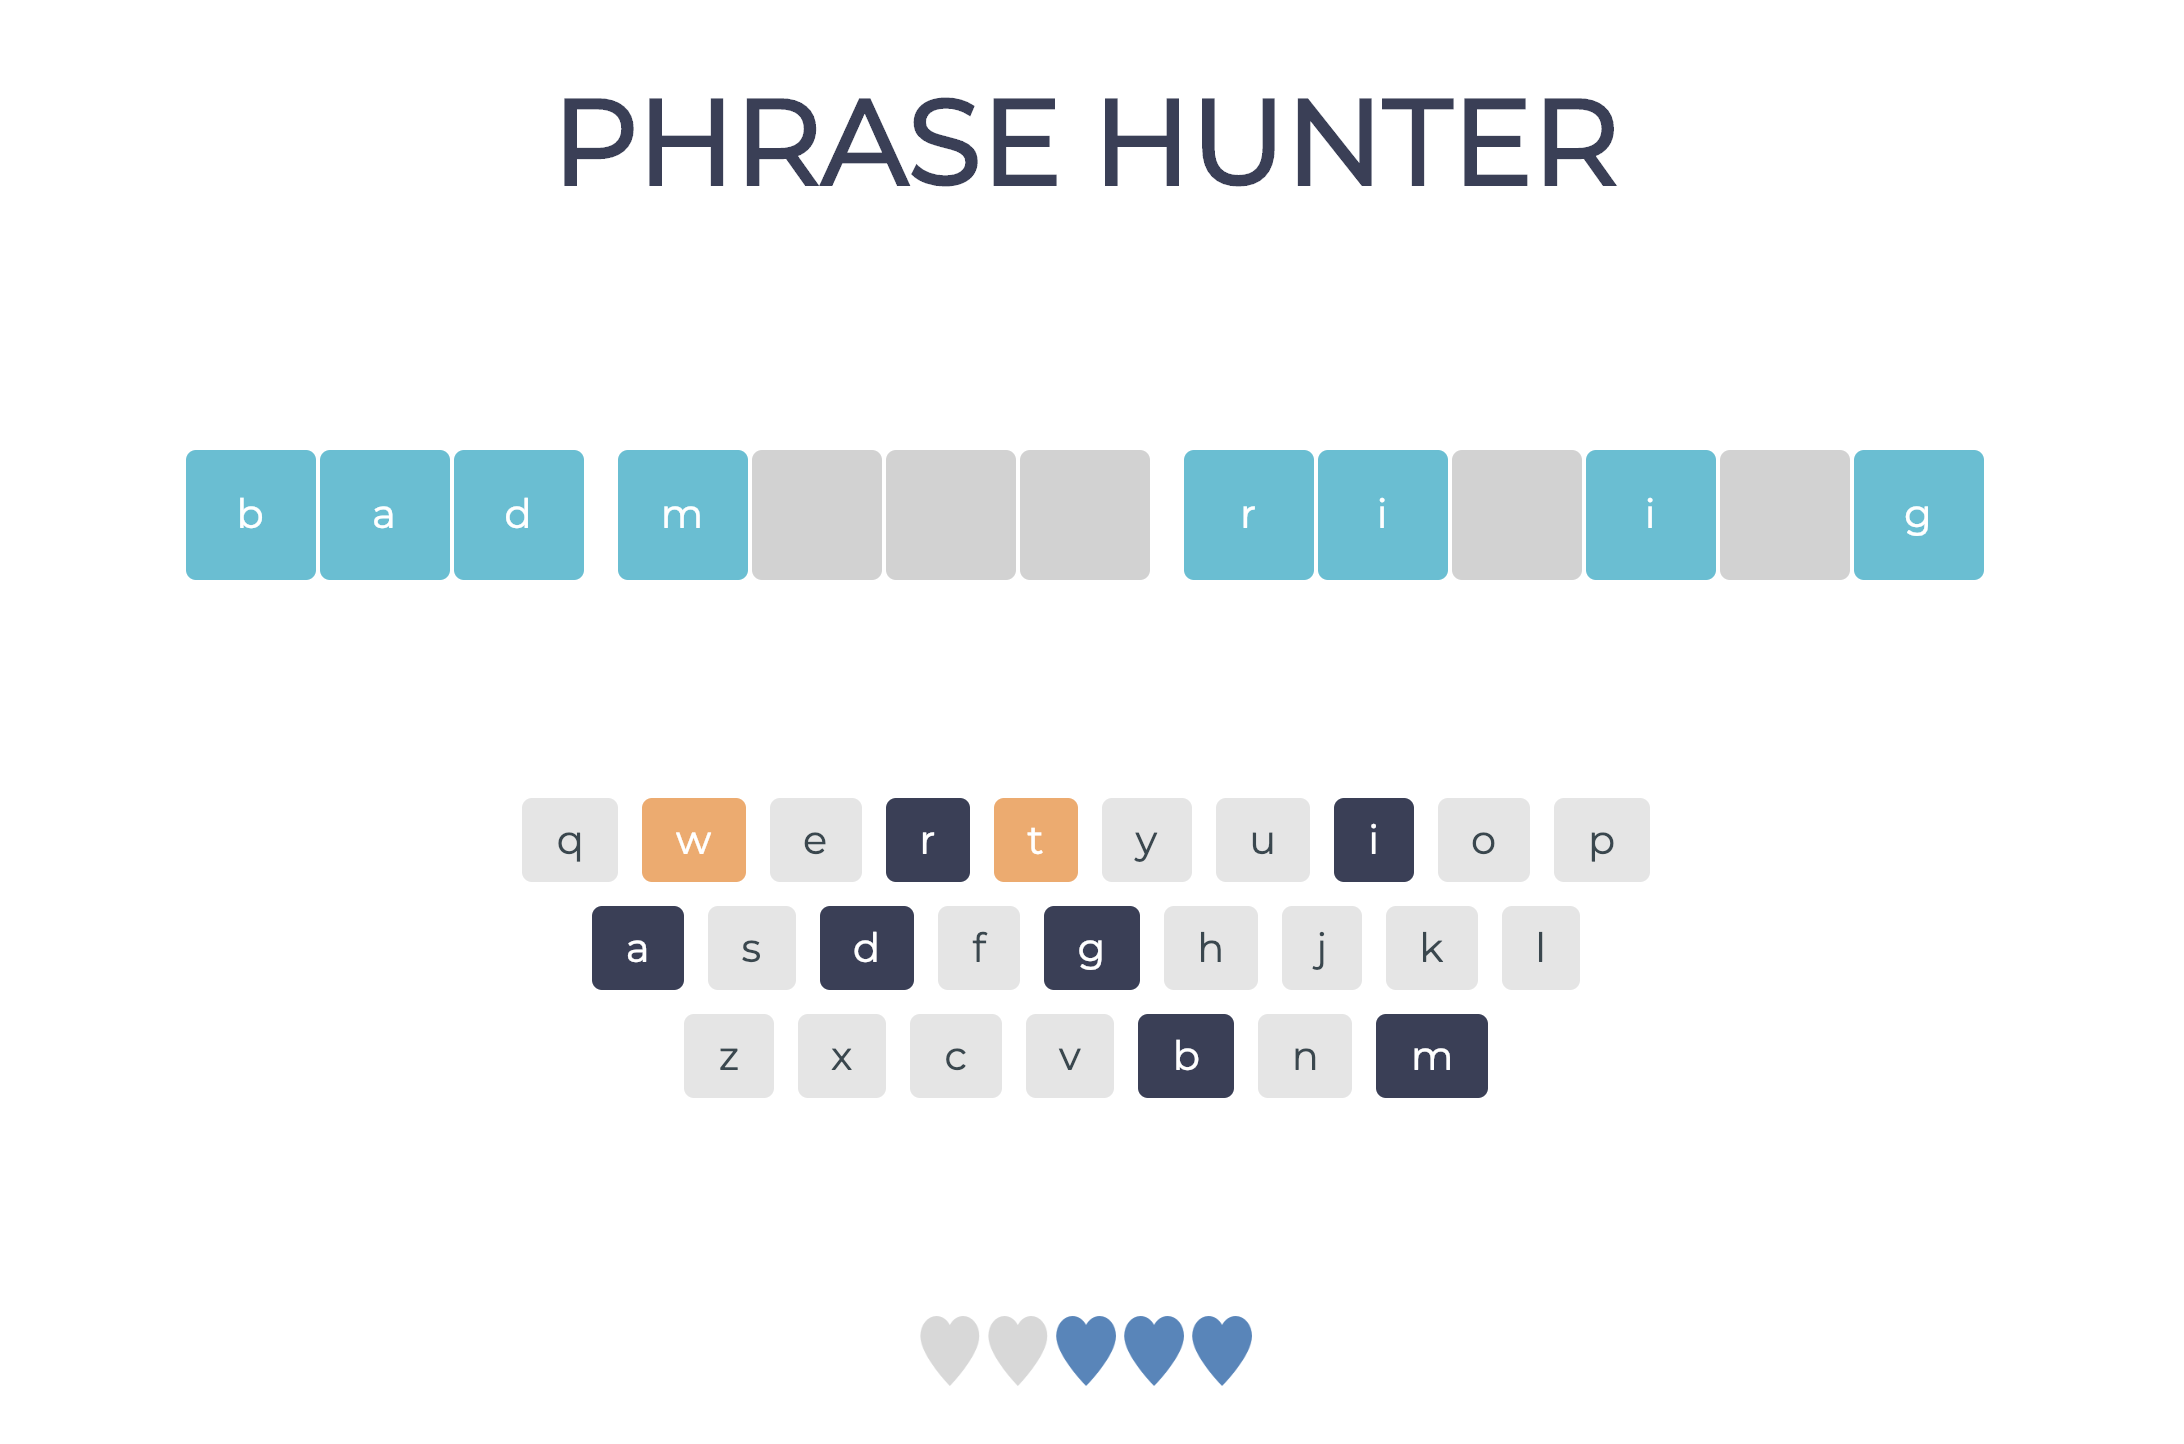 PHRASE HUNTER
b a d m r i i g
q w e r t y u i o p
a s d f g h j k l
z x c v b n m